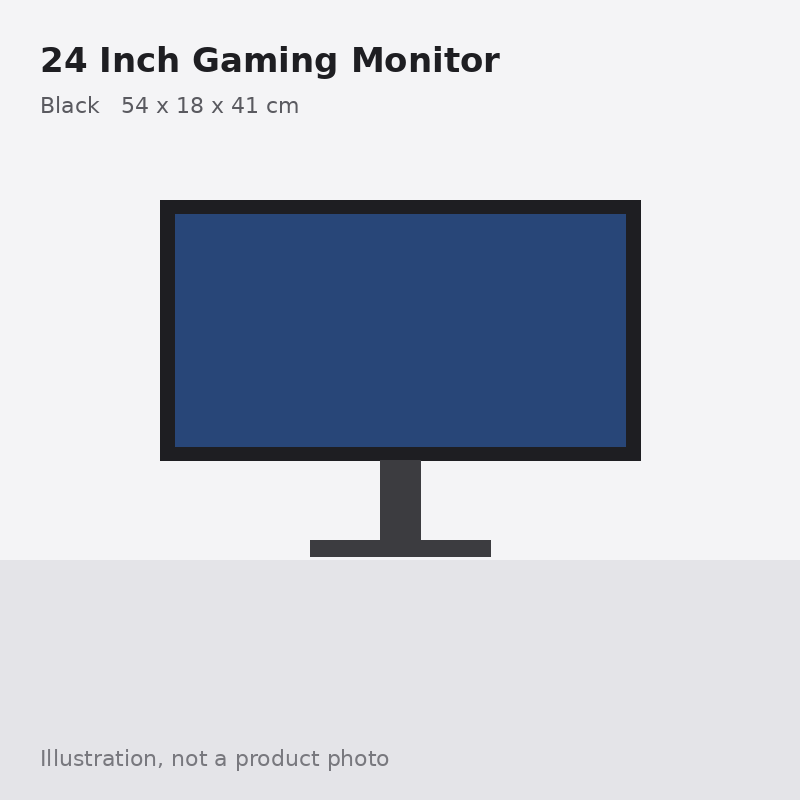 24 Inch Gaming Monitor
Black   54 x 18 x 41 cm
Illustration, not a product photo